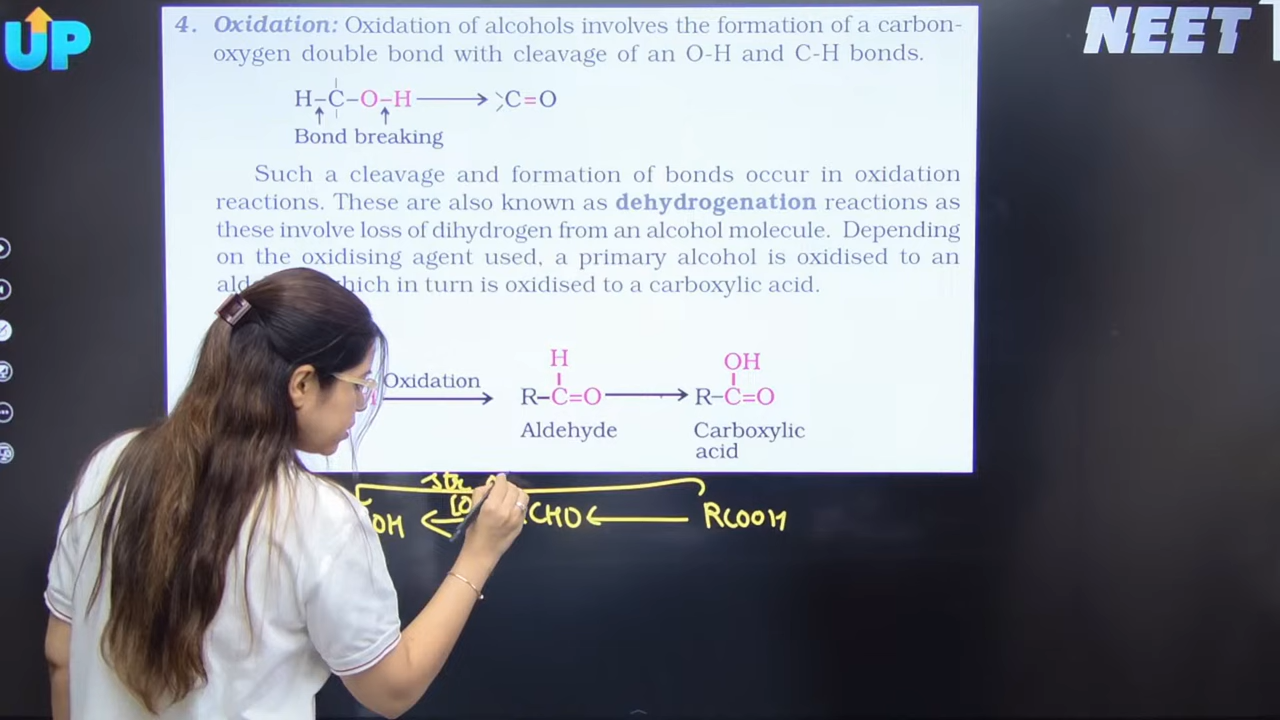 UP
NEET
4. Oxidation: Oxidation of alcohols involves the formation of a carbon-
oxygen double bond with cleavage of an O-H and C-H bonds.
H–C–O–H ⟶ C=O
Bond breaking
Such a cleavage and formation of bonds occur in oxidation
reactions. These are also known as dehydrogenation reactions as
these involve loss of dihydrogen from an alcohol molecule. Depending
on the oxidising agent used, a primary alcohol is oxidised to an
which in turn is oxidised to a carboxylic acid.
H
OH
Oxidation
R–C=O ⟶ R–C=O
Aldehyde
Carboxylic
acid
OH ← CHO ← RCOOH